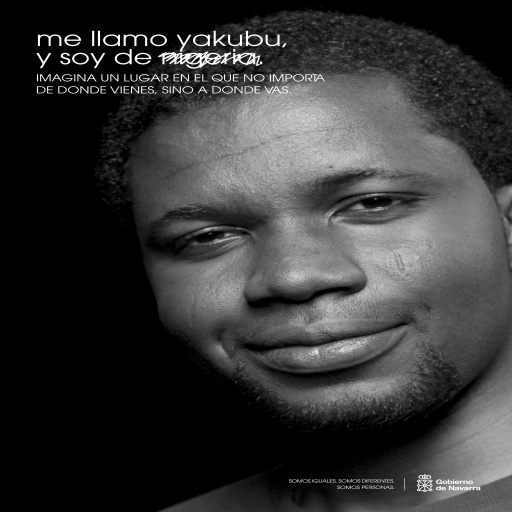 me llamo yakubu,
y soy de nigeria.
IMAGINA UN LUGAR EN EL QUE NO IMPORTA
DE DONDE VIENES, SINO A DONDE VAS.
SOMOS IGUALES, SOMOS DIFERENTES.
SOMOS PERSONAS.
Gobierno
de Navarra